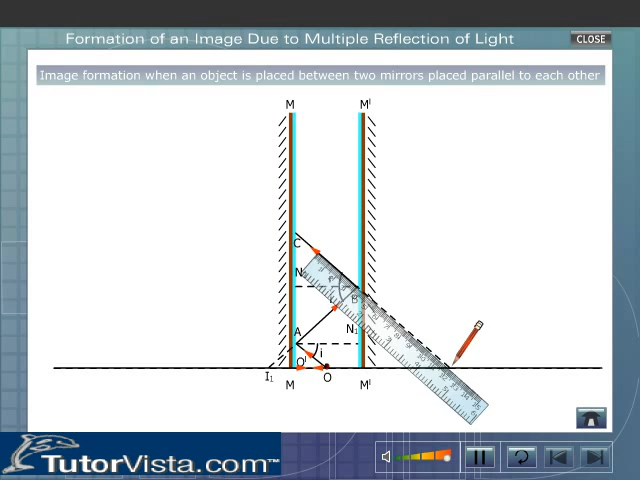 Formation of an Image Due to Multiple Reflection of Light
CLOSE
Image formation when an object is placed between two mirrors placed parallel to each other
M M^I
C
N
B
A N₁
i
O^I
I₁ O
M M^I
TutorVista.com™